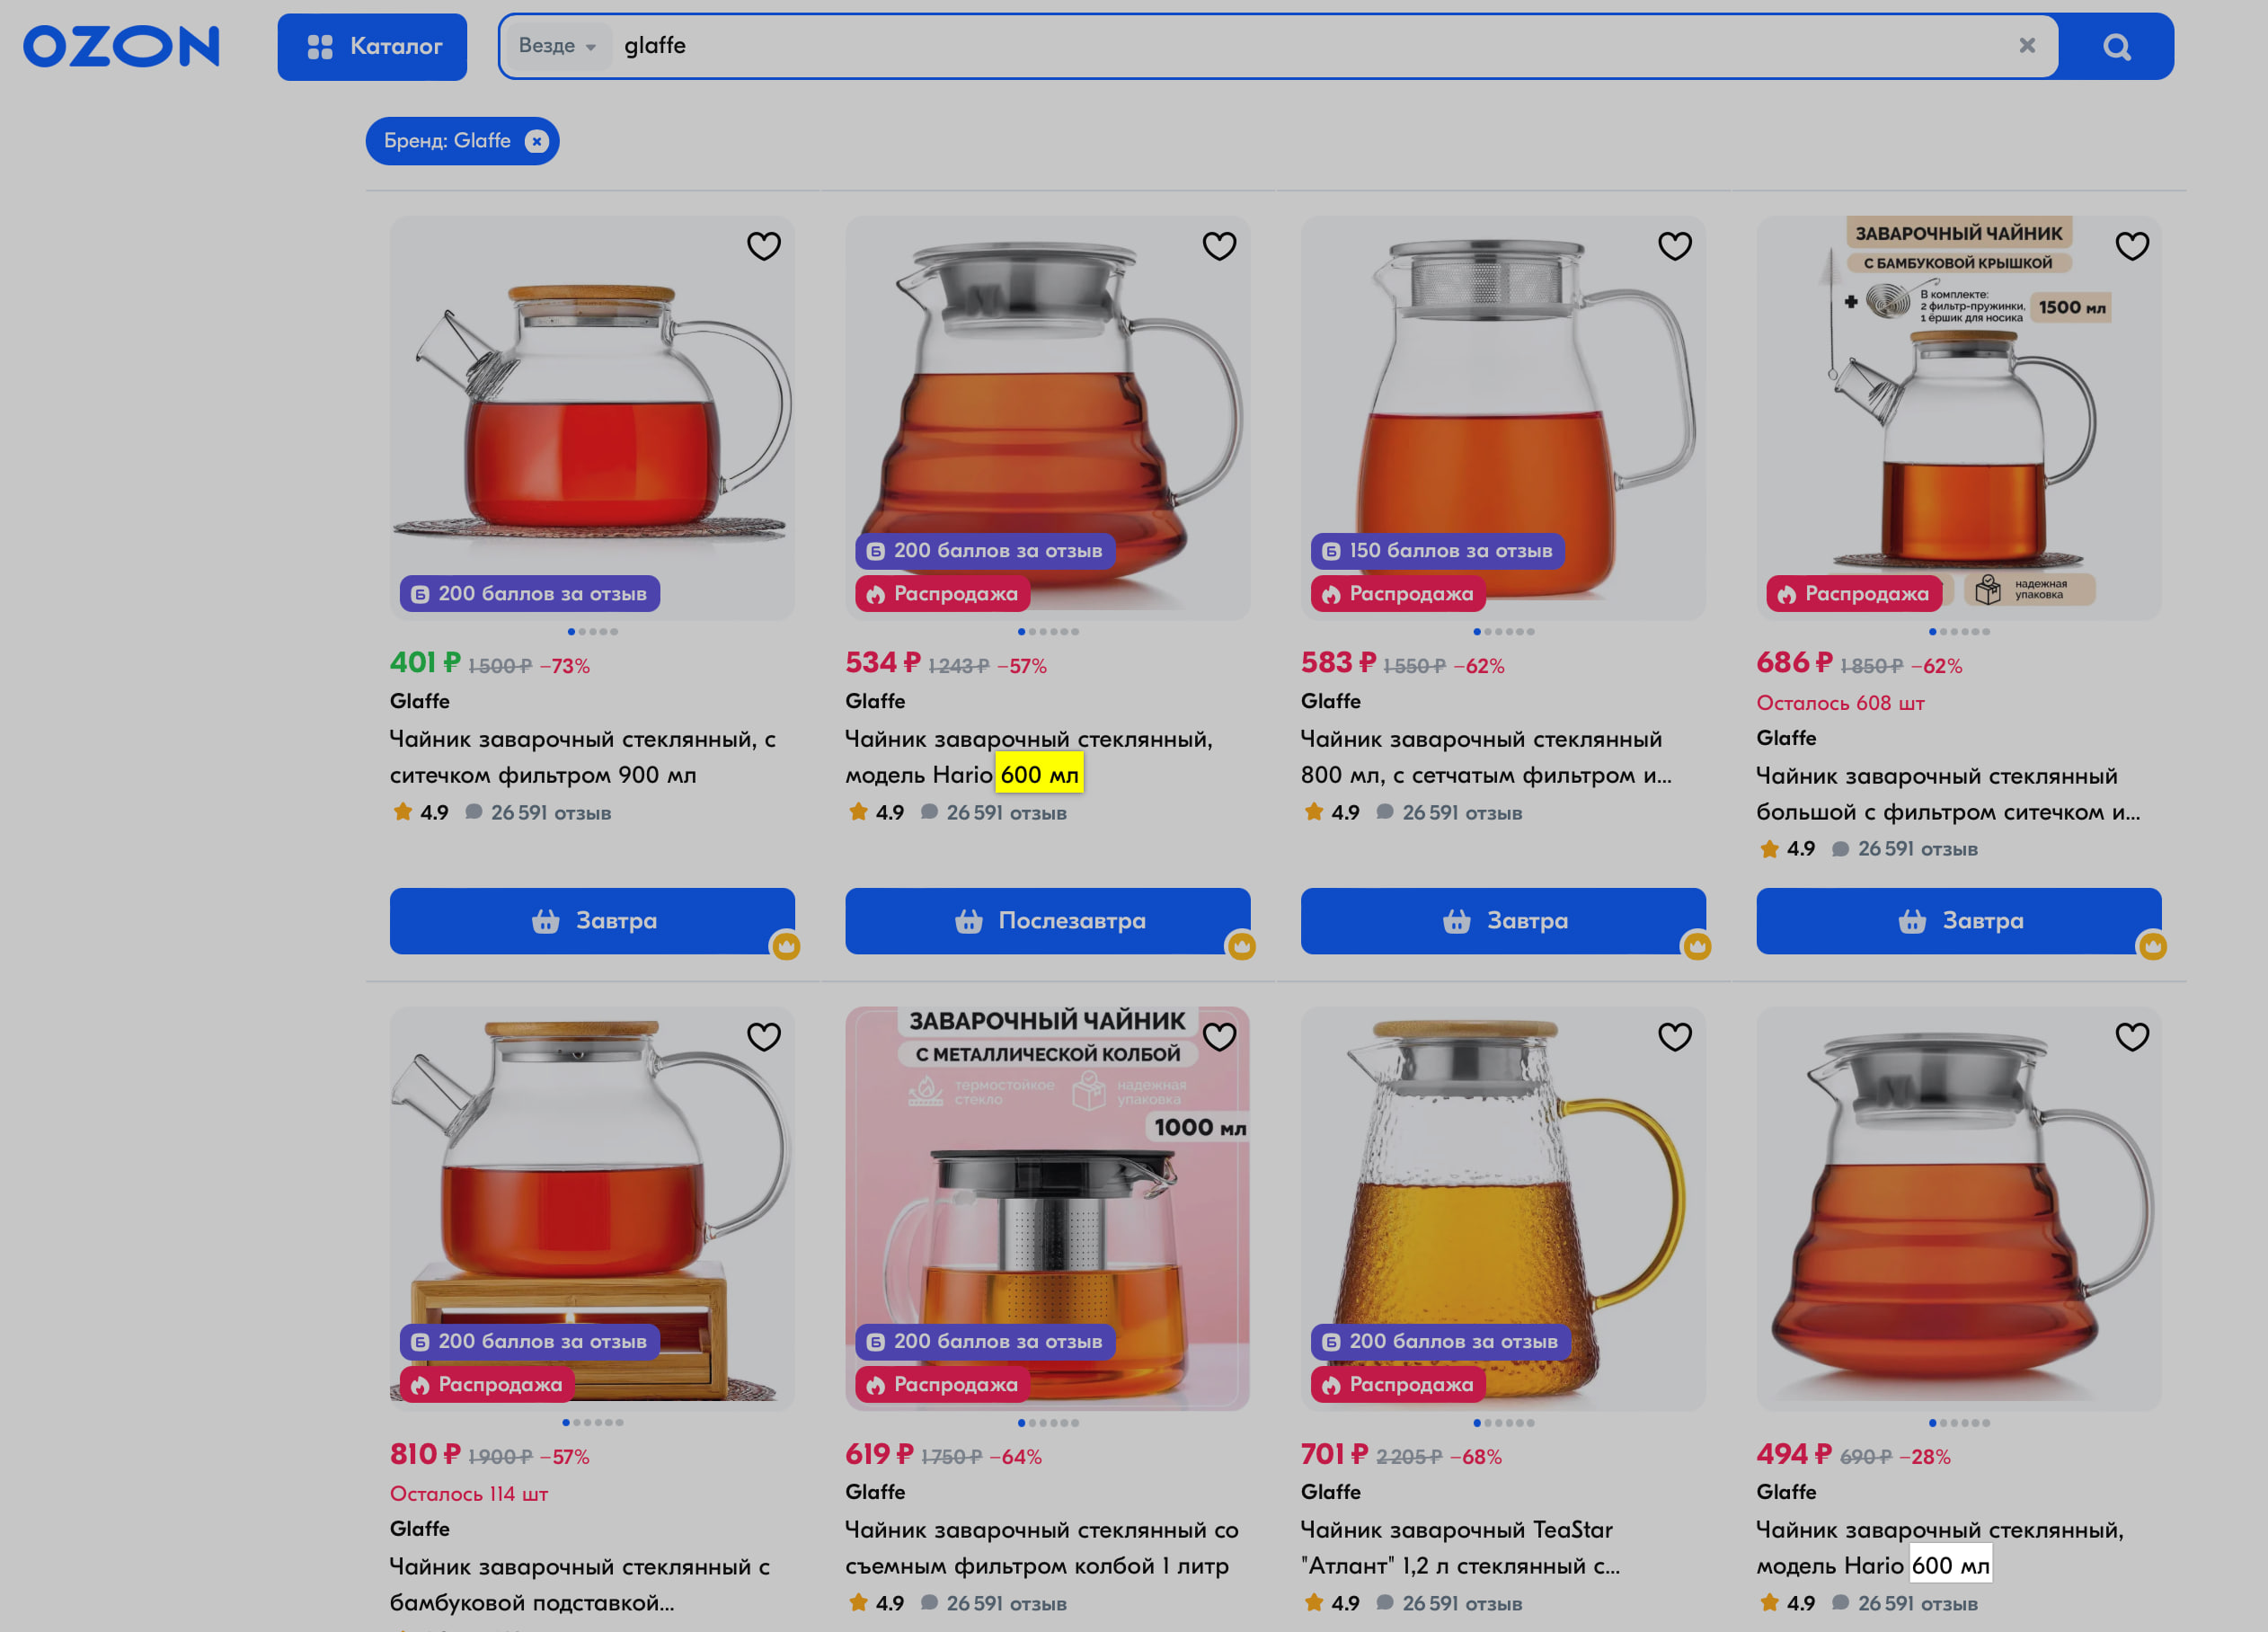 OZON
Каталог
Везде
glaffe
Бренд: Glaffe
200 баллов за отзыв
401 ₽ 1 500 ₽ −73%
Glaffe
Чайник заварочный стеклянный, с
ситечком фильтром 900 мл
4.9 26 591 отзыв
Завтра
200 баллов за отзыв
Распродажа
534 ₽ 1 243 ₽ −57%
Glaffe
Чайник заварочный стеклянный,
модель Hario 600 мл
4.9 26 591 отзыв
Послезавтра
150 баллов за отзыв
Распродажа
583 ₽ 1 550 ₽ −62%
Glaffe
Чайник заварочный стеклянный
800 мл, с сетчатым фильтром и...
4.9 26 591 отзыв
Завтра
ЗАВАРОЧНЫЙ ЧАЙНИК
С БАМБУКОВОЙ КРЫШКОЙ
В комплекте:
2 фильтр-пружинки,
1 ёршик для носика
1500 мл
надежная
упаковка
Распродажа
686 ₽ 1 850 ₽ −62%
Осталось 608 шт
Glaffe
Чайник заварочный стеклянный
большой с фильтром ситечком и...
4.9 26 591 отзыв
Завтра
200 баллов за отзыв
Распродажа
810 ₽ 1 900 ₽ −57%
Осталось 114 шт
Glaffe
Чайник заварочный стеклянный с
бамбуковой подставкой...
ЗАВАРОЧНЫЙ ЧАЙНИК
С МЕТАЛЛИЧЕСКОЙ КОЛБОЙ
термостойкое
стекло
надежная
упаковка
1000 мл
200 баллов за отзыв
Распродажа
619 ₽ 1 750 ₽ −64%
Glaffe
Чайник заварочный стеклянный со
съемным фильтром колбой 1 литр
4.9 26 591 отзыв
200 баллов за отзыв
Распродажа
701 ₽ 2 205 ₽ −68%
Glaffe
Чайник заварочный TeaStar
"Атлант" 1,2 л стеклянный с...
4.9 26 591 отзыв
494 ₽ 690 ₽ −28%
Glaffe
Чайник заварочный стеклянный,
модель Hario 600 мл
4.9 26 591 отзыв